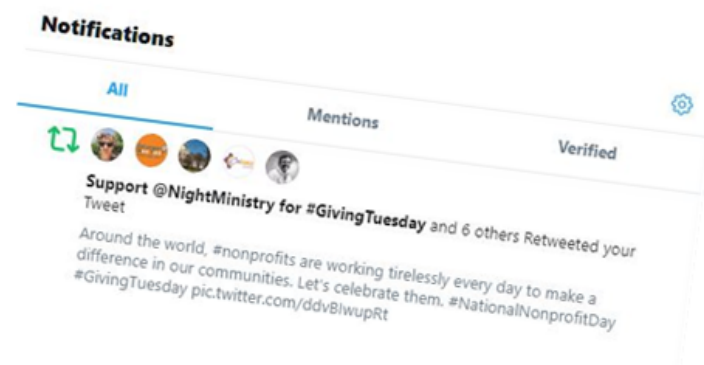 Notifications
All
Mentions
Verified
Support @NightMinistry for #GivingTuesday and 6 others Retweeted your
Tweet
Around the world, #nonprofits are working tirelessly every day to make a
difference in our communities. Let's celebrate them. #NationalNonprofitDay
#GivingTuesday pic.twitter.com/ddvBIwupRt